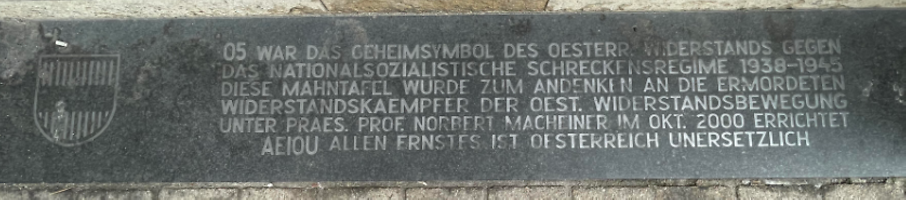 O5 WAR DAS GEHEIMSYMBOL DES OESTERR. WIDERSTANDS GEGEN
DAS NATIONALSOZIALISTISCHE SCHRECKENSREGIME 1938-1945
DIESE MAHNTAFEL WURDE ZUM ANDENKEN AN DIE ERMORDETEN
WIDERSTANDSKAEMPFER DER OEST. WIDERSTANDSBEWEGUNG
UNTER PRAES. PROF. NORBERT MACHEINER IM OKT. 2000 ERRICHTET
AEIOU ALLEN ERNSTES IST OESTERREICH UNERSETZLICH